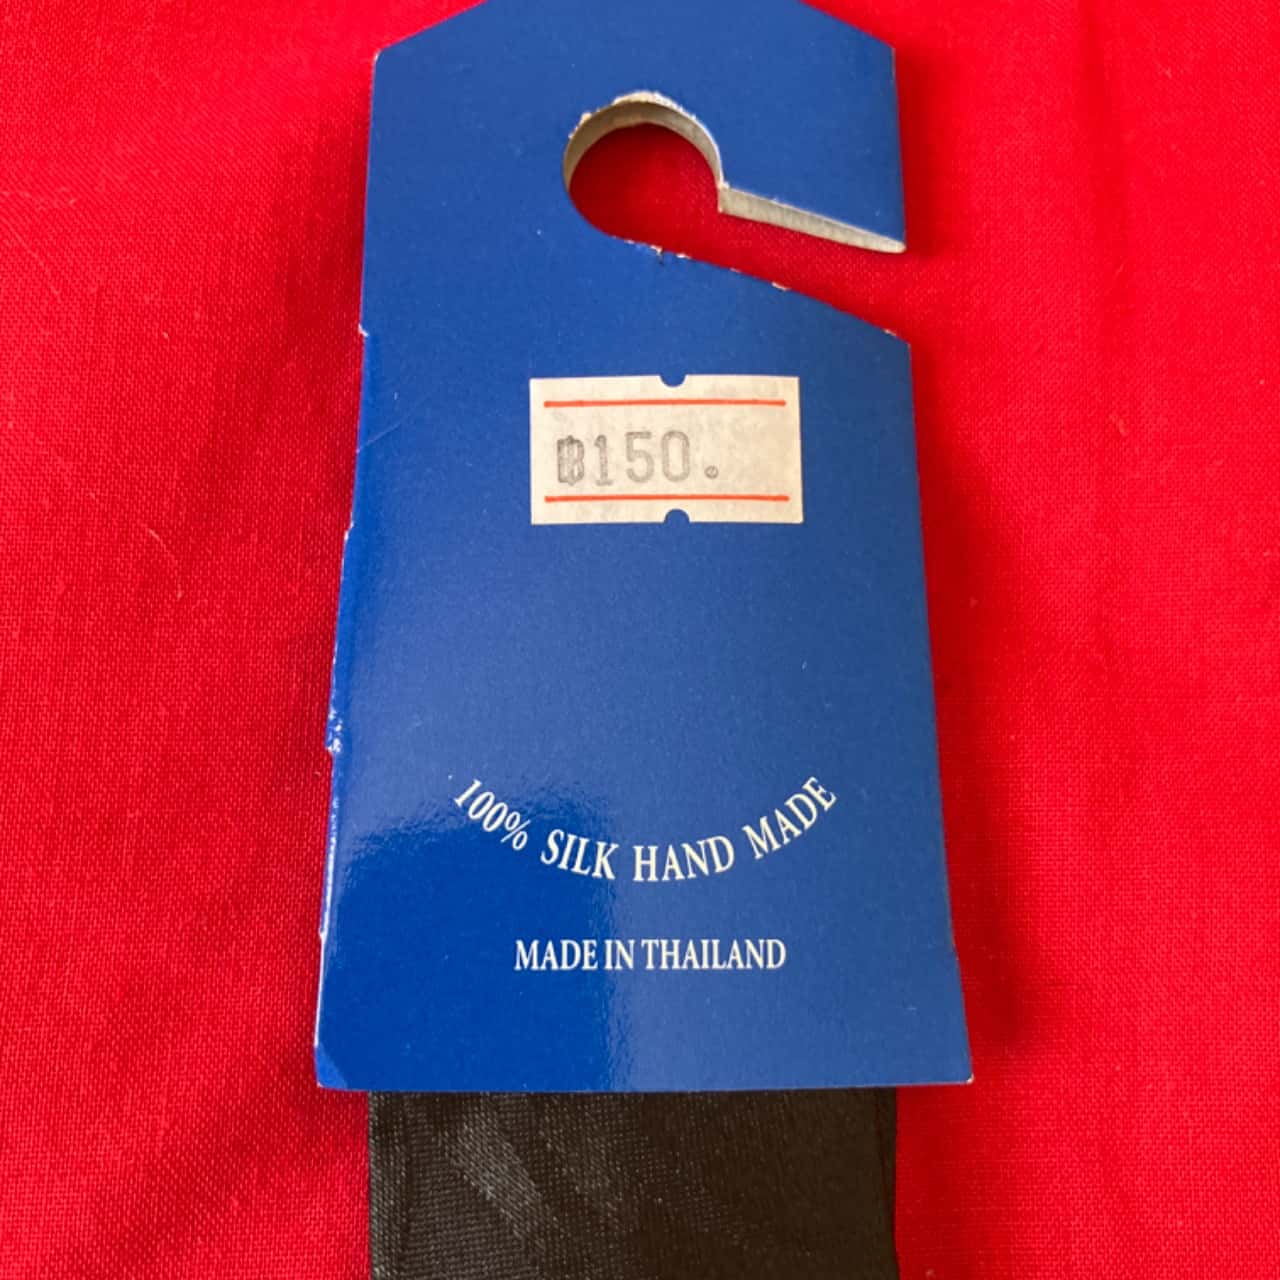 ฿150.
100% SILK HAND MADE
MADE IN THAILAND